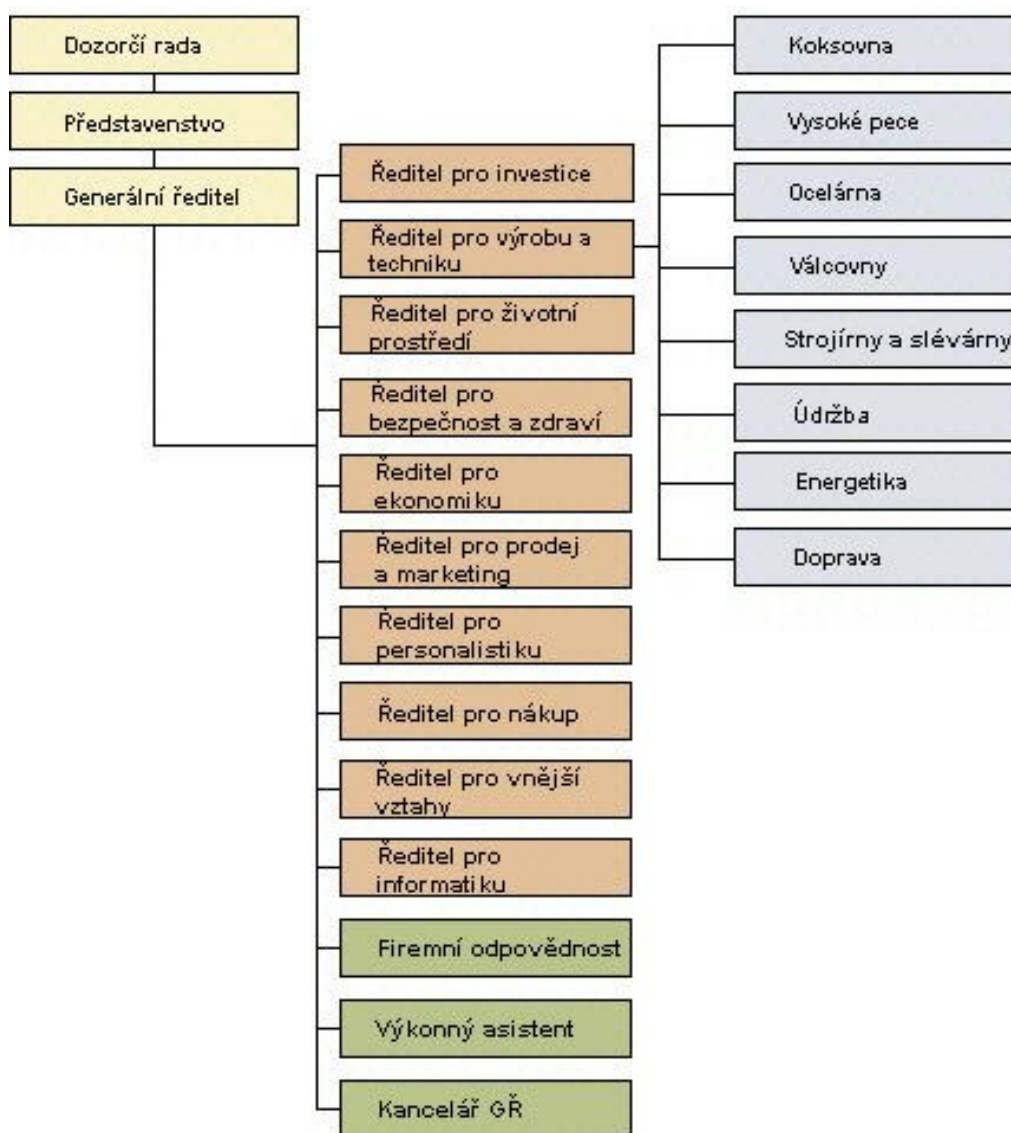 Dozorčí rada
Představenstvo
Generální ředitel
Ředitel pro investice
Ředitel pro výrobu a
techniku
Ředitel pro životní
prostředí
Ředitel pro
bezpečnost a zdraví
Ředitel pro
ekonomiku
Ředitel pro prodej
a marketing
Ředitel pro
personalistiku
Ředitel pro nákup
Ředitel pro vnější
vztahy
Ředitel pro
informatiku
Firemní odpovědnost
Výkonný asistent
Kancelář GŘ
Koksovna
Vysoké pece
Ocelárna
Válcovny
Strojírny a slévárny
Údržba
Energetika
Doprava